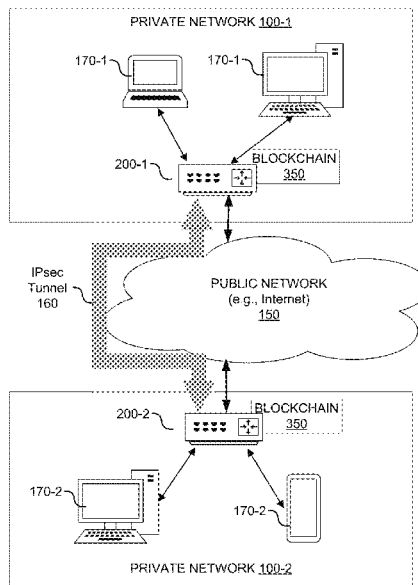 PRIVATE NETWORK 100-1
170-1
170-1
BLOCKCHAIN
350
200-1
IPsec
Tunnel
160
PUBLIC NETWORK
(e.g., Internet)
150
BLOCKCHAIN
350
200-2
170-2
170-2
PRIVATE NETWORK 100-2